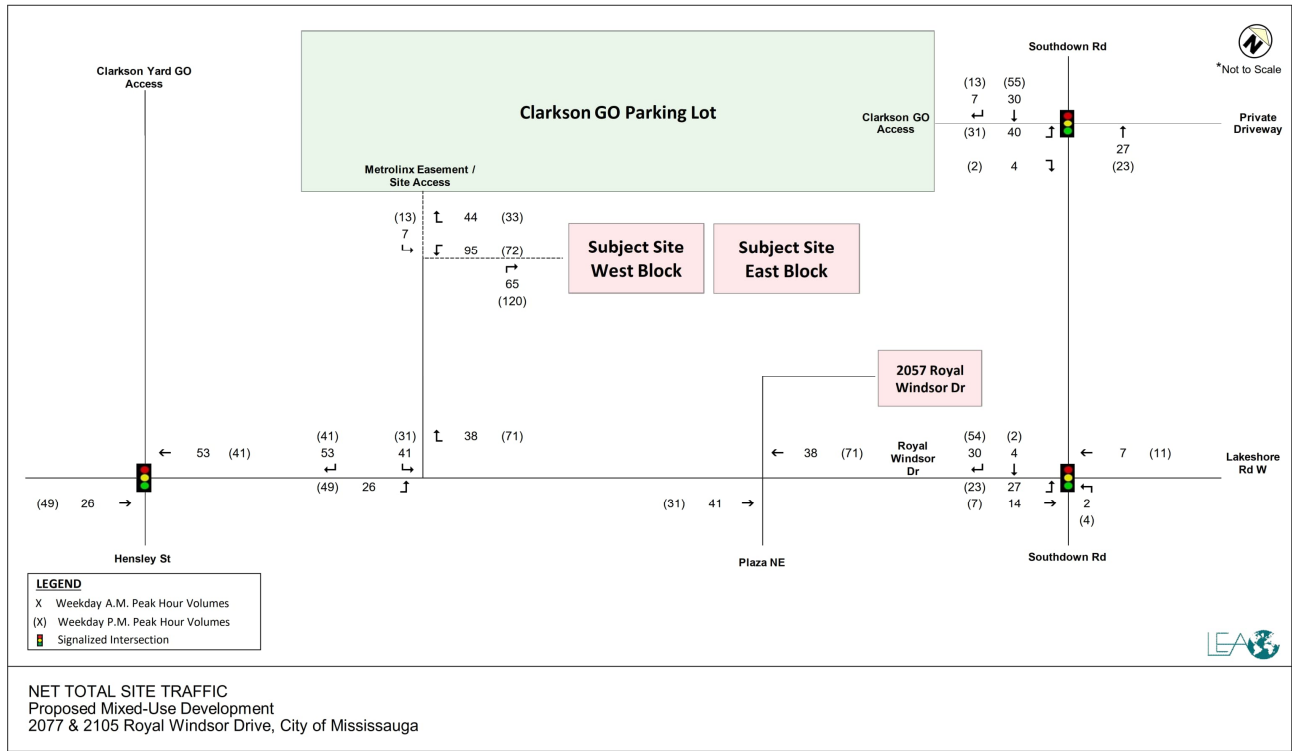 Clarkson Yard GO
Access
Clarkson GO Parking Lot
Southdown Rd
N
*Not to Scale
(13) (55)
7 30
Clarkson GO
Access
(31) 40
(2) 4
27
(23)
Private
Driveway
Metrolinx Easement /
Site Access
(13) 44 (33)
7
95 (72)
65
(120)
Subject Site
West Block
Subject Site
East Block
2057 Royal
Windsor Dr
53 (41)
(49) 26
(41) (31) 38 (71)
53 41
(49) 26
38 (71)
(31) 41
Royal
Windsor
Dr
(54) (2)
30 4
(23) 27
(7) 14
7 (11)
2
(4)
Lakeshore
Rd W
Hensley St
Plaza NE
Southdown Rd
LEGEND
X Weekday A.M. Peak Hour Volumes
(X) Weekday P.M. Peak Hour Volumes
Signalized Intersection
LEA
NET TOTAL SITE TRAFFIC
Proposed Mixed-Use Development
2077 & 2105 Royal Windsor Drive, City of Mississauga